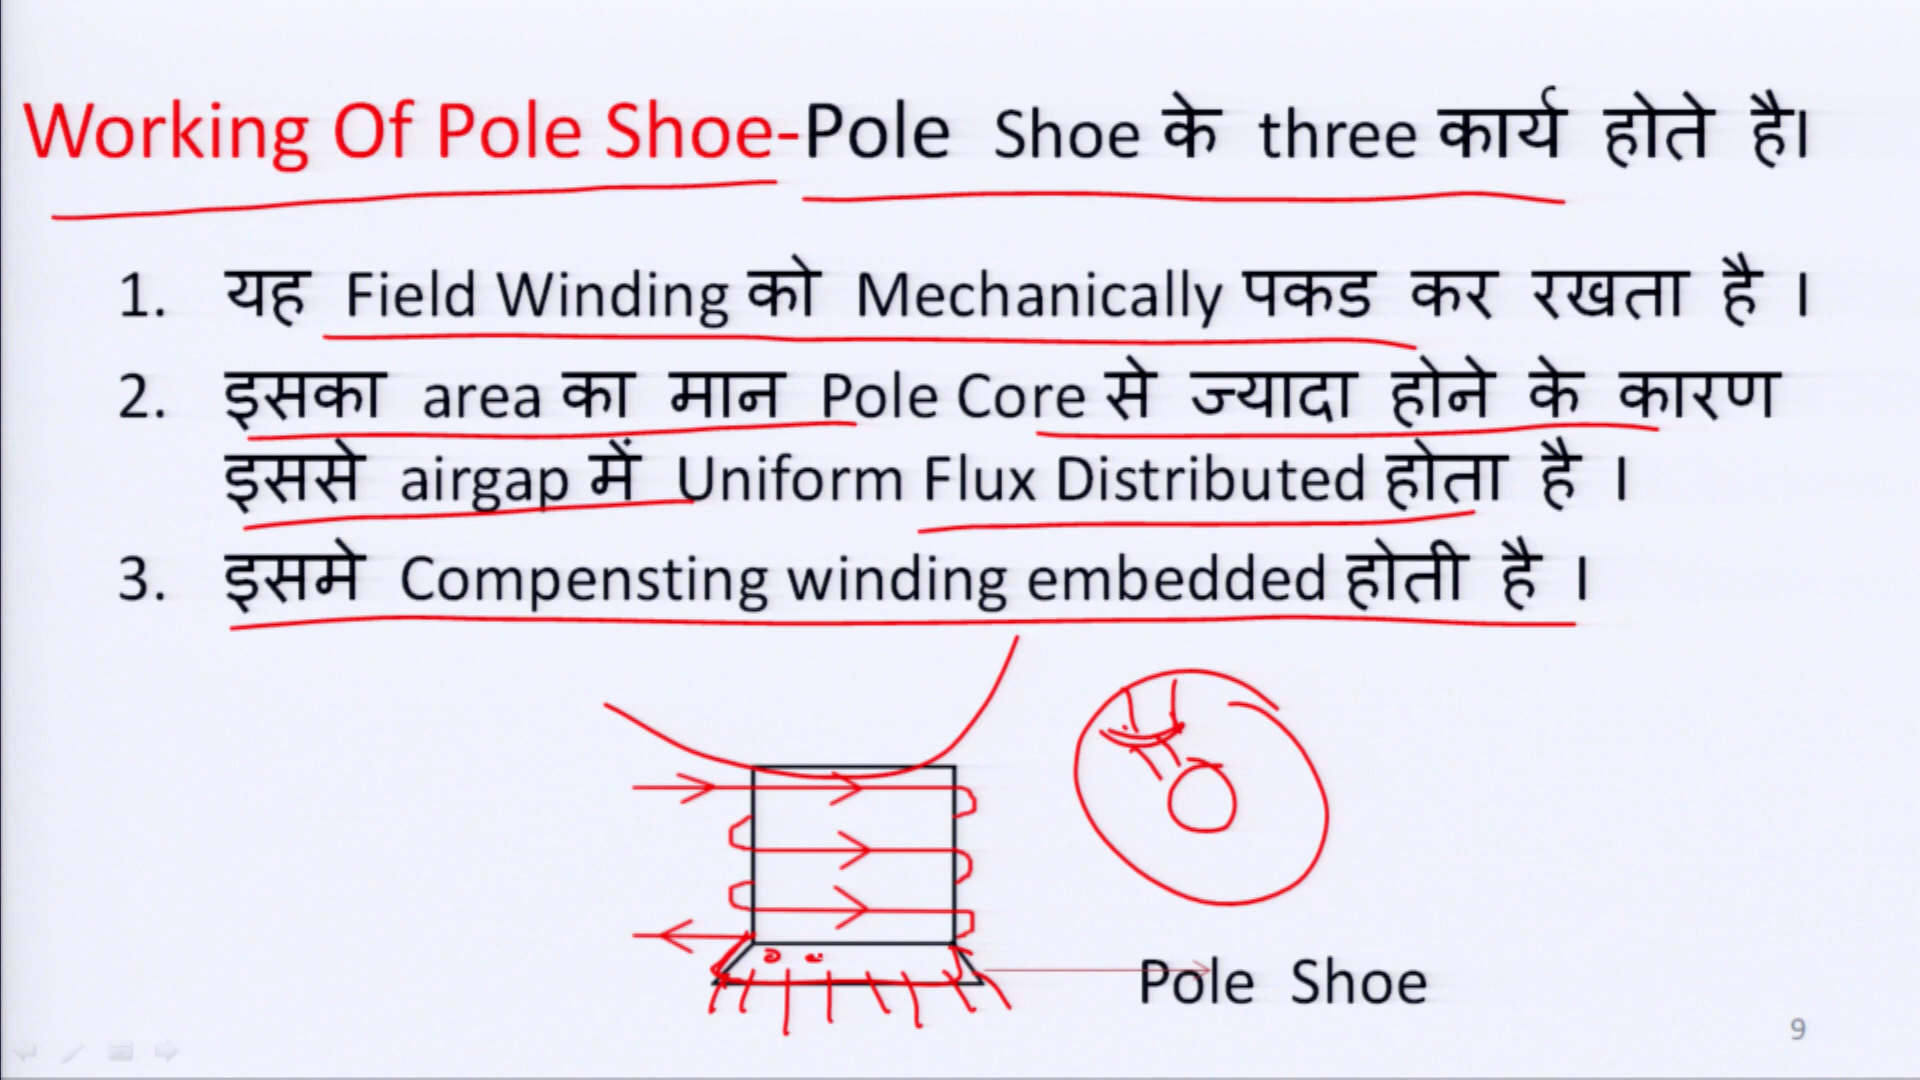 Working Of Pole Shoe-Pole Shoe के three कार्य होते है।
1. यह Field Winding को Mechanically पकड कर रखता है ।
2. इसका area का मान Pole Core से ज्यादा होने के कारण
इससे airgap में Uniform Flux Distributed होता है ।
3. इसमे Compensting winding embedded होती है ।
Pole Shoe
9